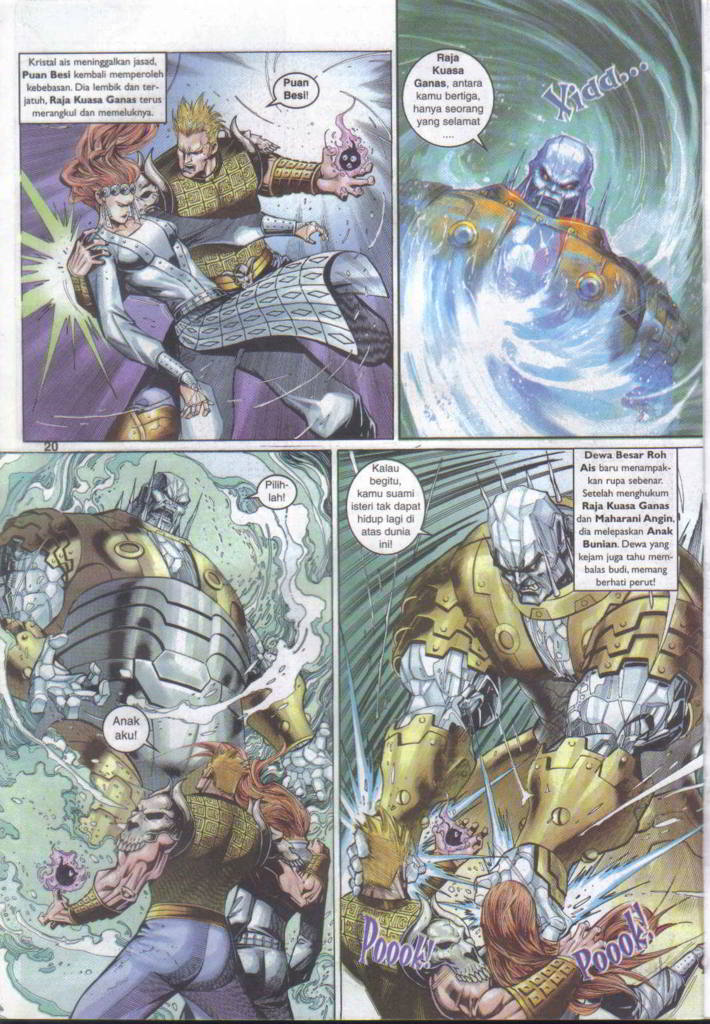 Kristal ais meninggalkan jasad,
Puan Besi kembali memperoleh
kebebasan. Dia lembik dan ter-
jatuh, Raja Kuasa Ganas terus
merangkul dan memeluknya.
Puan
Besi!
Raja
Kuasa
Ganas, antara
kamu bertiga,
hanya seorang
yang selamat
....
Yiaa...
20
Pilih-
lah!
Anak
aku!
Kalau
begitu,
kamu suami
isteri tak dapat
hidup lagi di
atas dunia
ini!
Dewa Besar Roh
Ais baru menampak-
kan rupa sebenar.
Setelah menghukum
Raja Kuasa Ganas
dan Maharani Angin,
dia melepaskan Anak
Bunian. Dewa yang
kejam juga tahu mem-
balas budi, memang
berhati perut!
Poook!
Poook!